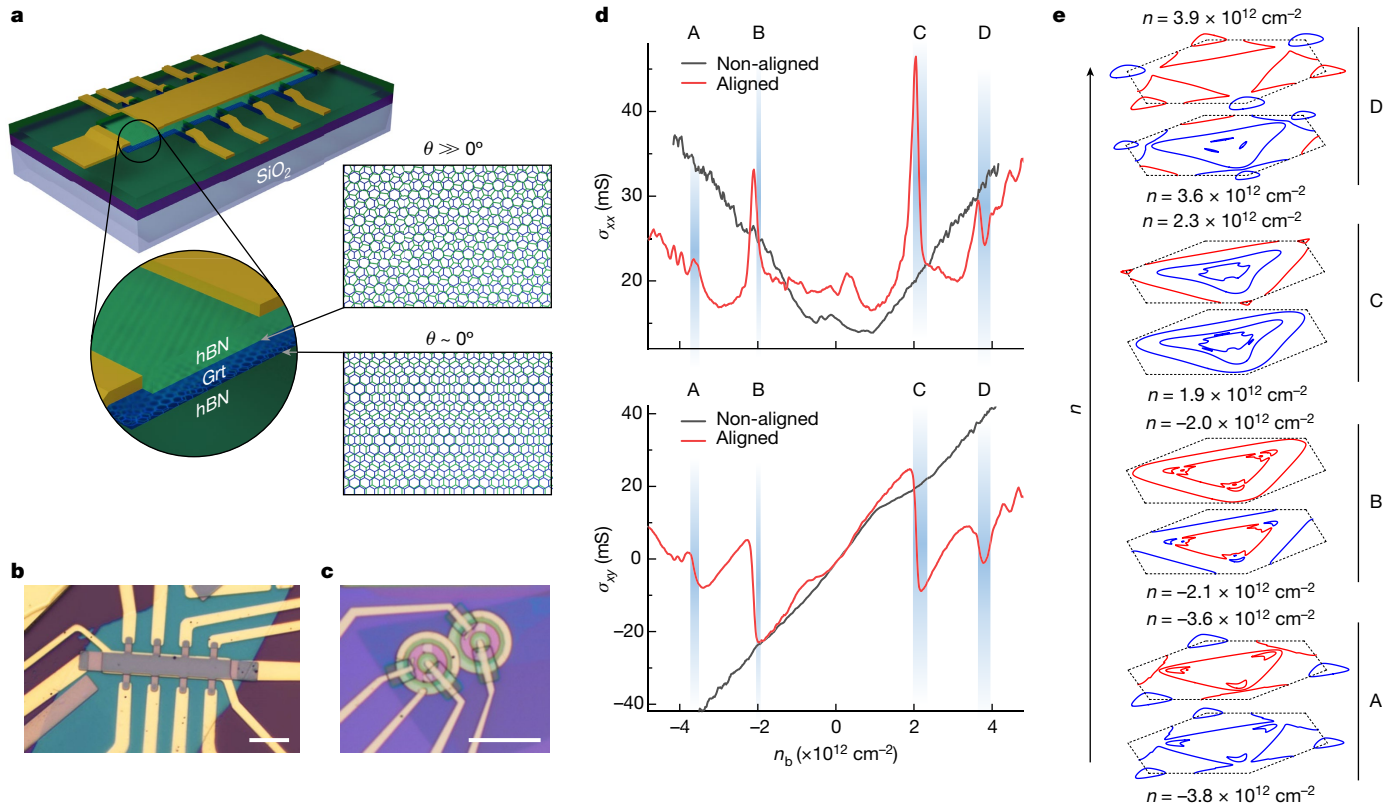 a
SiO₂
θ ≫ 0º
θ ~ 0º
hBN
Grt
hBN
b
c
d
A B C D
Non-aligned
Aligned
40
30
20
σxx (mS)
A B C D
Non-aligned
Aligned
40
20
0
−20
−40
σxy (mS)
−4 −2 0 2 4
nb (×10¹² cm⁻²)
e
n
n = 3.9 × 10¹² cm⁻²
D
n = 3.6 × 10¹² cm⁻²
n = 2.3 × 10¹² cm⁻²
C
n = 1.9 × 10¹² cm⁻²
n = −2.0 × 10¹² cm⁻²
B
n = −2.1 × 10¹² cm⁻²
n = −3.6 × 10¹² cm⁻²
A
n = −3.8 × 10¹² cm⁻²